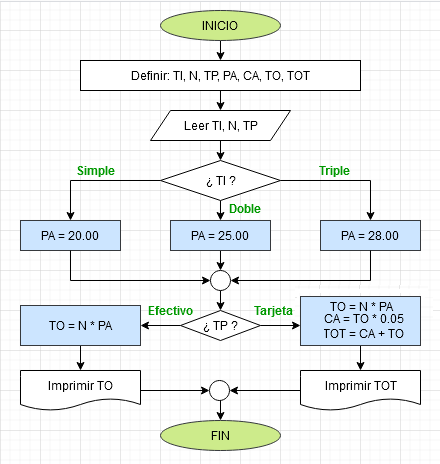 INICIO
Definir: TI, N, TP, PA, CA, TO, TOT
Leer TI, N, TP
Simple
¿ TI ?
Triple
Doble
PA = 20.00
PA = 25.00
PA = 28.00
Efectivo
¿ TP ?
Tarjeta
TO = N * PA
TO = N * PA
CA = TO * 0.05
TOT = CA + TO
Imprimir TO
Imprimir TOT
FIN